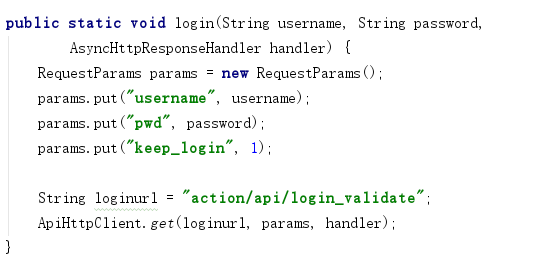 public static void login(String username, String password,
AsyncHttpResponseHandler handler) {
RequestParams params = new RequestParams();
params.put("username", username);
params.put("pwd", password);
params.put("keep_login", 1);
String loginurl = "action/api/login_validate";
ApiHttpClient.get(loginurl, params, handler);
}